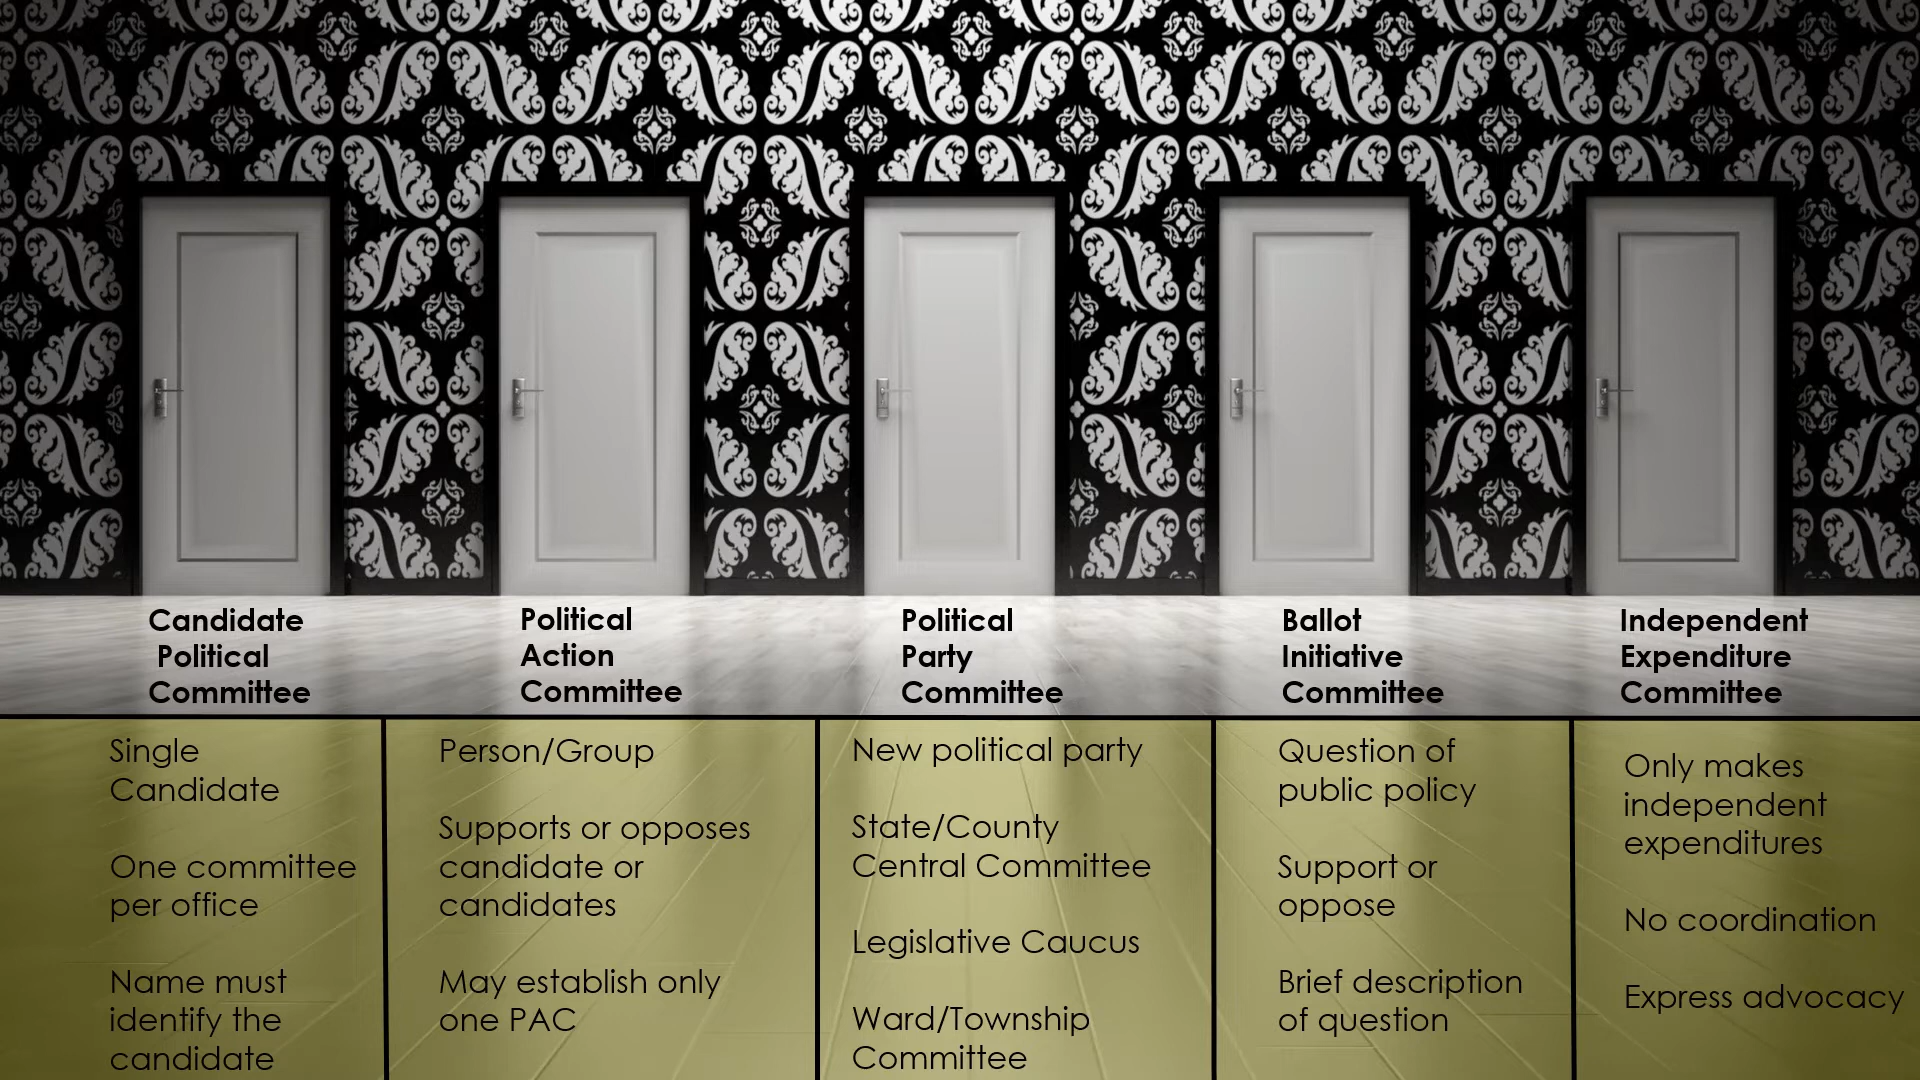 Candidate
Political
Committee
Political
Action
Committee
Political
Party
Committee
Ballot
Initiative
Committee
Independent
Expenditure
Committee
Single
Candidate
One committee
per office
Name must
identify the
candidate
Person/Group
Supports or opposes
candidate or
candidates
May establish only
one PAC
New political party
State/County
Central Committee
Legislative Caucus
Ward/Township
Committee
Question of
public policy
Support or
oppose
Brief description
of question
Only makes
independent
expenditures
No coordination
Express advocacy